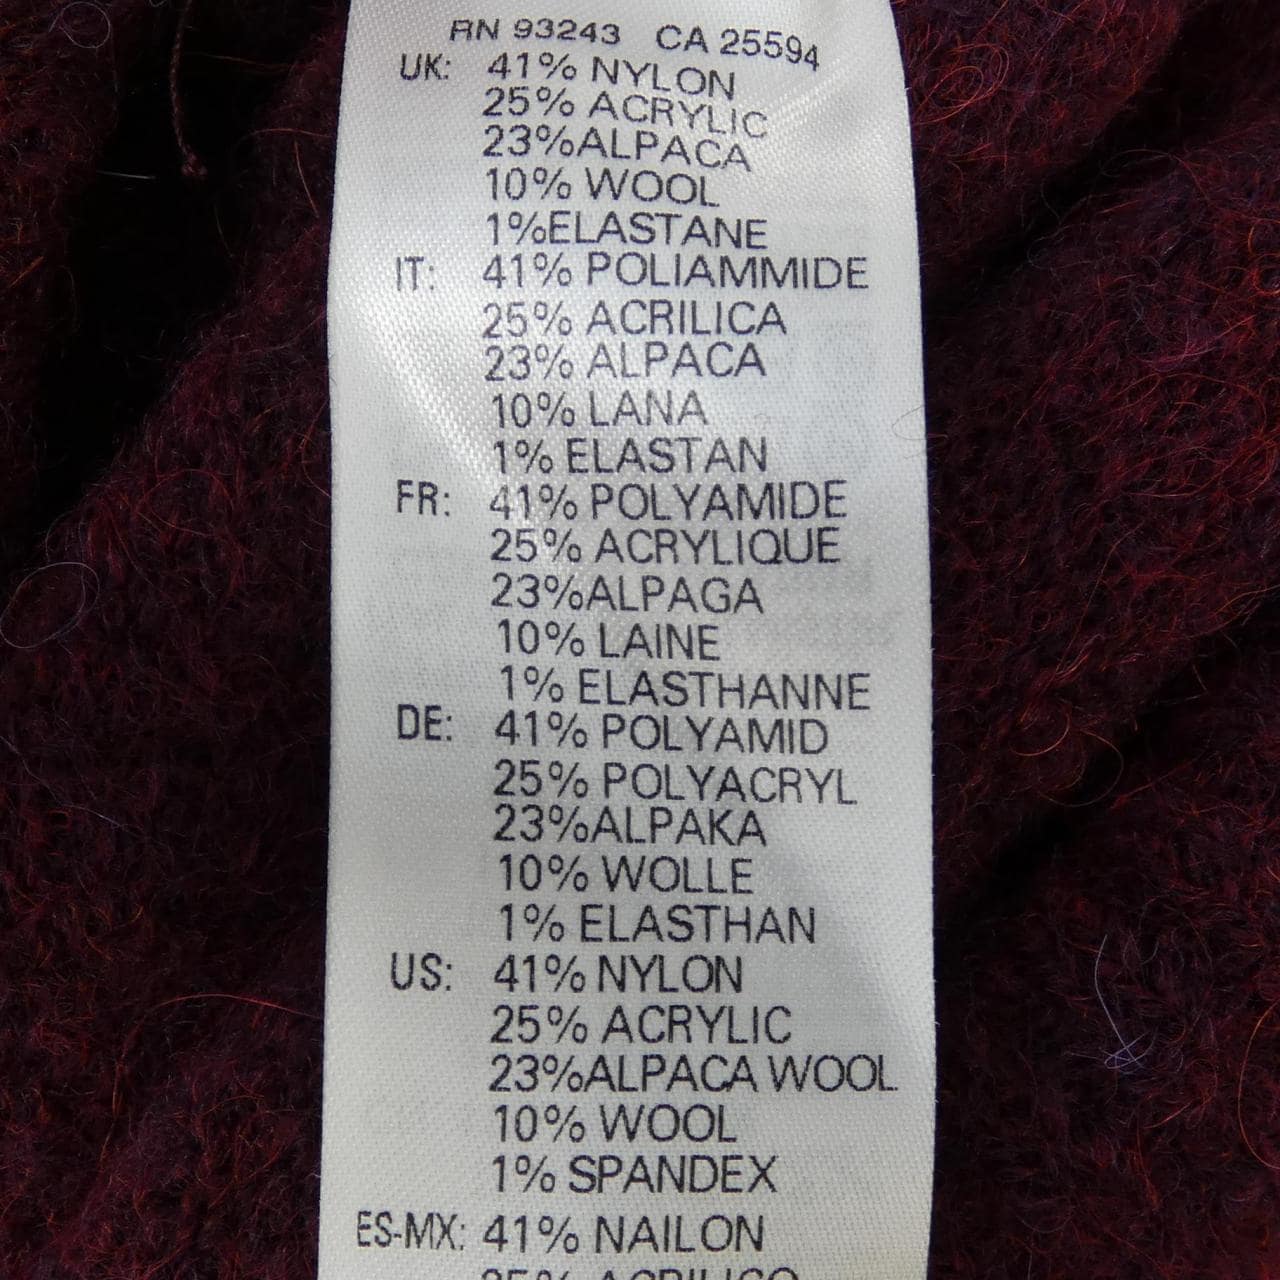 RN 93243 CA 25594
UK: 41% NYLON
25% ACRYLIC
23%ALPACA
10% WOOL
1%ELASTANE
IT: 41% POLIAMMIDE
25% ACRILICA
23% ALPACA
10% LANA
1% ELASTAN
FR: 41% POLYAMIDE
25% ACRYLIQUE
23%ALPAGA
10% LAINE
1% ELASTHANNE
DE: 41% POLYAMID
25% POLYACRYL
23%ALPAKA
10% WOLLE
1% ELASTHAN
US: 41% NYLON
25% ACRYLIC
23%ALPACA WOOL
10% WOOL
1% SPANDEX
ES-MX: 41% NAILON
25% ACRILICO